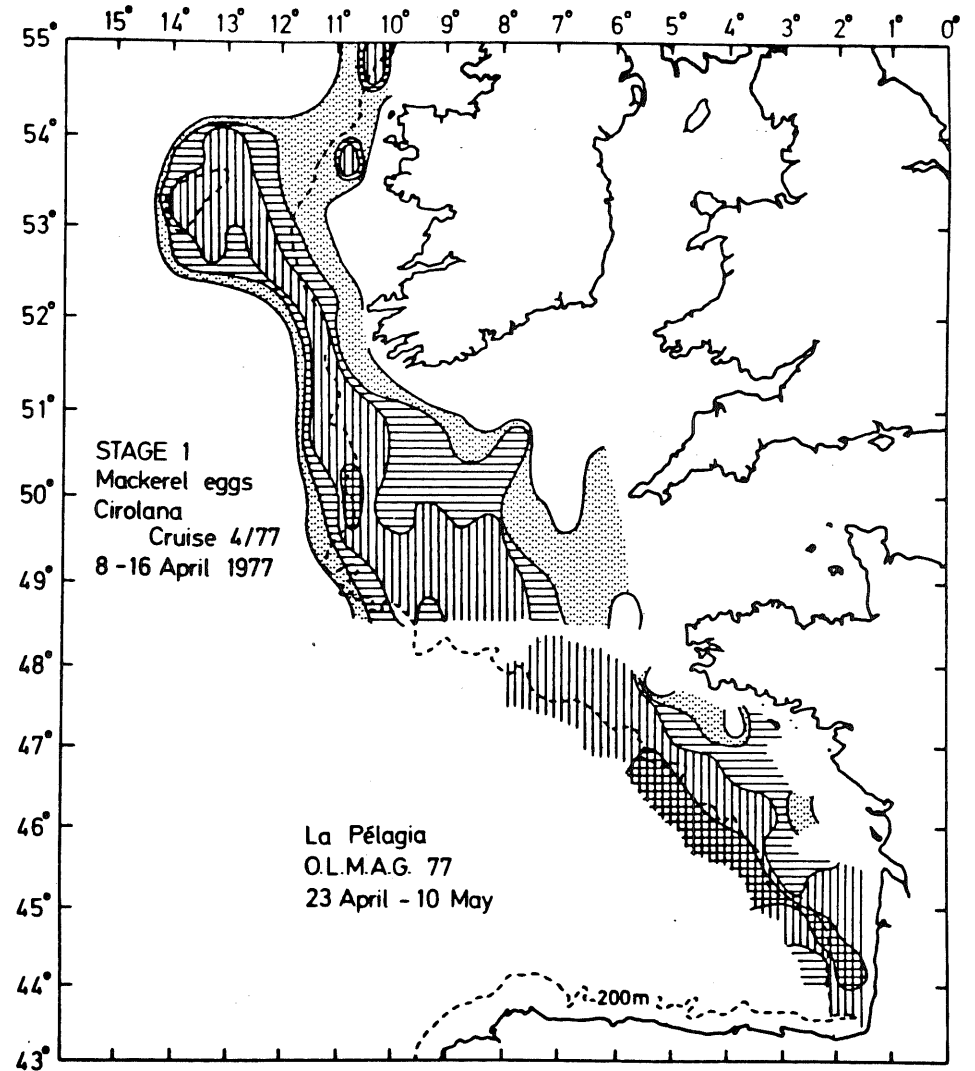 15° 14° 13° 12° 11° 10° 9° 8° 7° 6° 5° 4° 3° 2° 1° 0°
55°
54°
53°
52°
51°
STAGE 1
Mackerel eggs
Cirolana
50°
Cruise 4/77
8-16 April 1977
49°
48°
47°
46°
La Pélagia
O.L.M.A.G. 77
23 April - 10 May
45°
44°
200m
43°